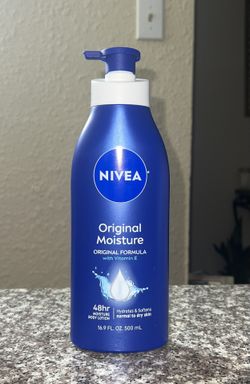 NIVEA
Original
Moisture
ORIGINAL FORMULA
with Vitamin E
48hr
MOISTURE
BODY LOTION
Hydrates & Softens
normal to dry skin
16.9 FL. OZ. 500 mL